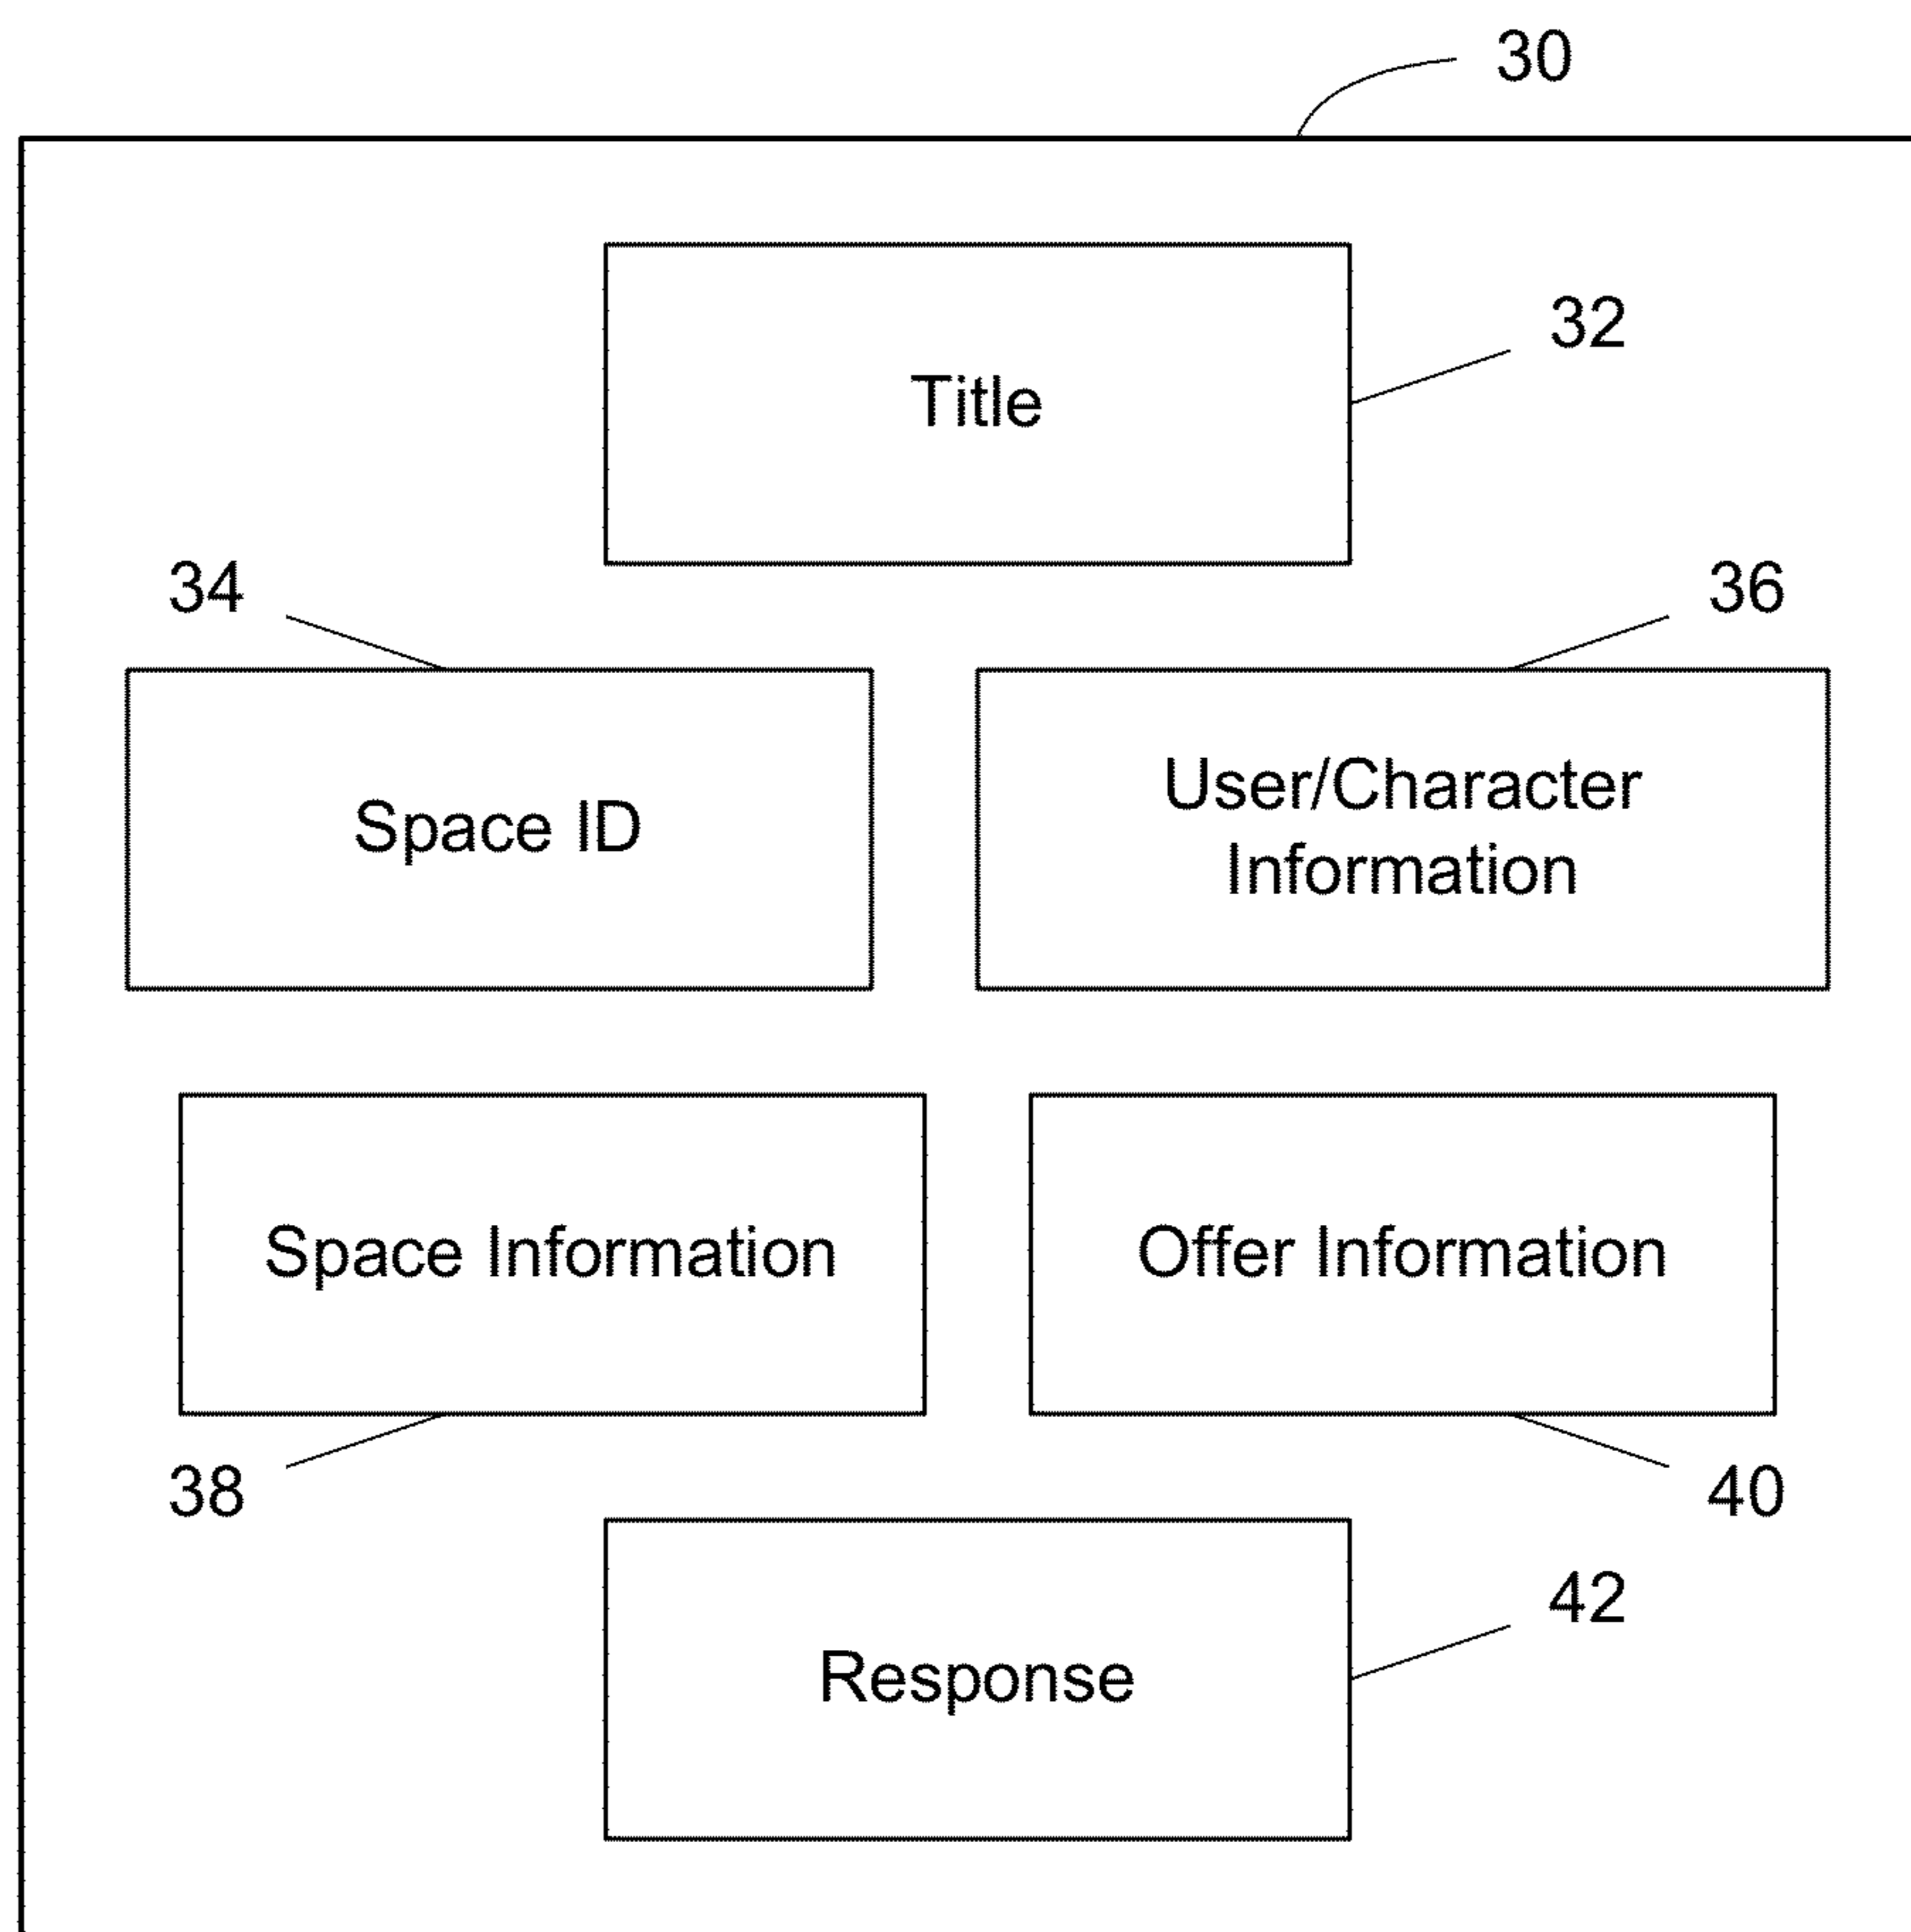 30
32
Title
34
36
Space ID
User/Character
Information
Space Information
Offer Information
38
40
42
Response